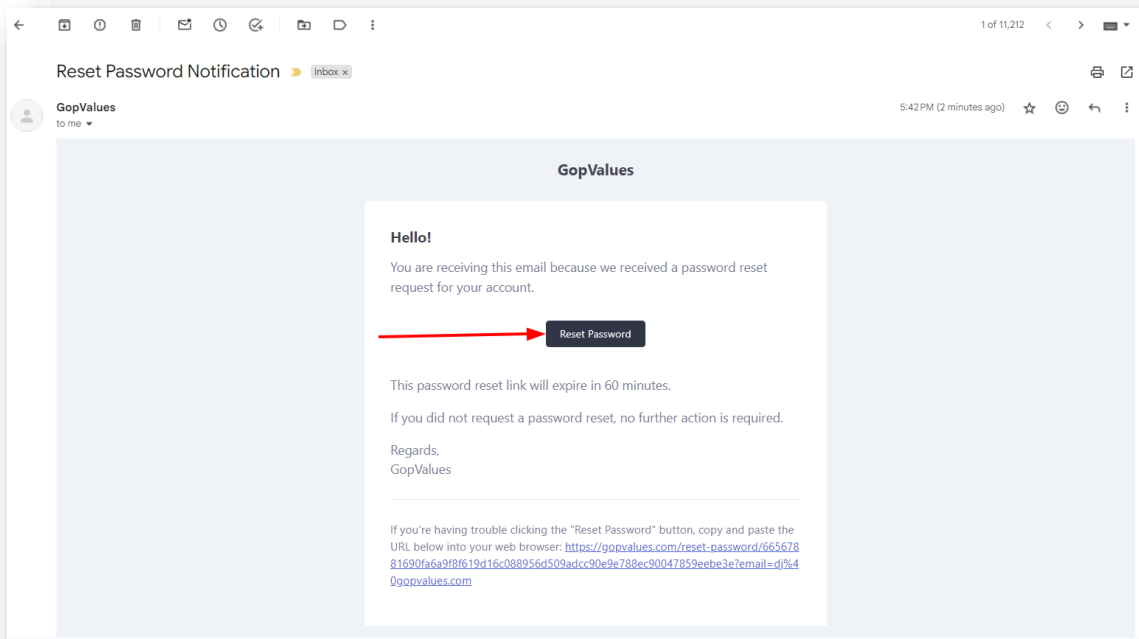 1 of 11,212
Reset Password Notification
Inbox ×
GopValues
5:42 PM (2 minutes ago)
to me
GopValues
Hello!
You are receiving this email because we received a password reset
request for your account.
Reset Password
This password reset link will expire in 60 minutes.
If you did not request a password reset, no further action is required.
Regards,
GopValues
If you're having trouble clicking the "Reset Password" button, copy and paste the
URL below into your web browser: https://gopvalues.com/reset-password/665678
81690fa6a9f8f619d16c088956d509adcc90e9e788ec90047859eebe3e?email=dj%4
0gopvalues.com